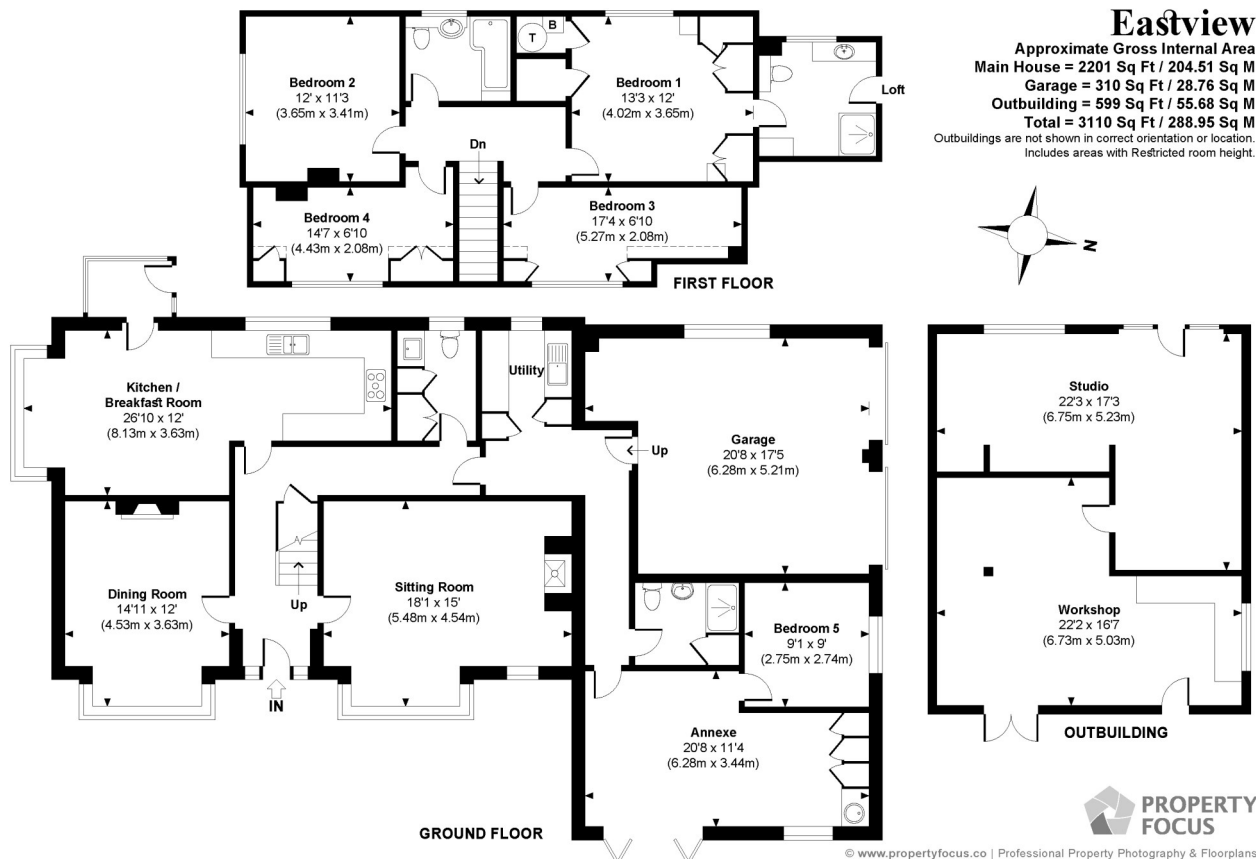 Eastview
Approximate Gross Internal Area
Main House = 2201 Sq Ft / 204.51 Sq M
Garage = 310 Sq Ft / 28.76 Sq M
Outbuilding = 599 Sq Ft / 55.68 Sq M
Total = 3110 Sq Ft / 288.95 Sq M
Outbuildings are not shown in correct orientation or location.
Includes areas with Restricted room height.
N
Bedroom 2
12' x 11'3
(3.65m x 3.41m)
B
T
Bedroom 1
13'3 x 12'
(4.02m x 3.65m)
Loft
Dn
Bedroom 4
14'7 x 6'10
(4.43m x 2.08m)
Bedroom 3
17'4 x 6'10
(5.27m x 2.08m)
FIRST FLOOR
Kitchen /
Breakfast Room
26'10 x 12'
(8.13m x 3.63m)
Utility
Garage
20'8 x 17'5
(6.28m x 5.21m)
Up
Dining Room
14'11 x 12'
(4.53m x 3.63m)
Up
Sitting Room
18'1 x 15'
(5.48m x 4.54m)
IN
Bedroom 5
9'1 x 9'
(2.75m x 2.74m)
Annexe
20'8 x 11'4
(6.28m x 3.44m)
GROUND FLOOR
Studio
22'3 x 17'3
(6.75m x 5.23m)
Workshop
22'2 x 16'7
(6.73m x 5.03m)
OUTBUILDING
PROPERTY
FOCUS
© www.propertyfocus.co | Professional Property Photography & Floorplans